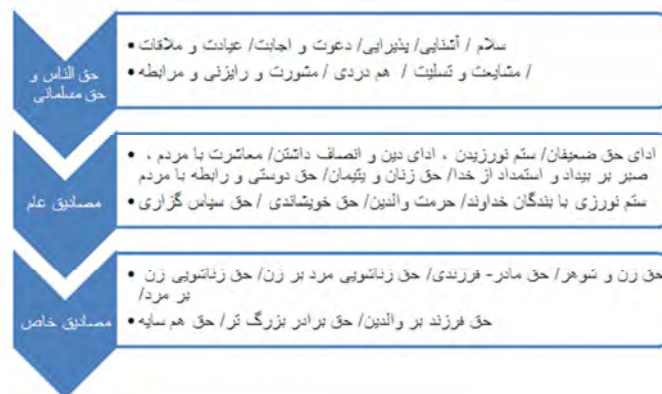 حق الناس و
حق مسلمانی
• سلام / آشنایی/ پذیرایی/ دعوت و اجابت/ عیادت و ملاقات
• / مشایعت و تسلیت / هم دردی / مشورت و رایزنی و مرابطه
مصادیق عام
• ادای حق ضعیفان/ ستم نورزیدن ، ادای دین و انصاف داشتن/ معاشرت با مردم ،
صبر بر بیداد و استمداد از خدا/ حق زنان و یتیمان/ حق دوستی و رابطه با مردم
• ستم نورزی با بندگان خداوند/ حرمت والدین/ حق خویشاندی / حق سپاس گزاری
مصادیق خاص
• حق زن و شوهر/ حق مادر- فرزندی/ حق زناشویی مرد بر زن/ حق زناشویی زن
بر مرد/
• حق فرزند بر والدین/ حق برادر بزرگ تر/ حق هم سایه